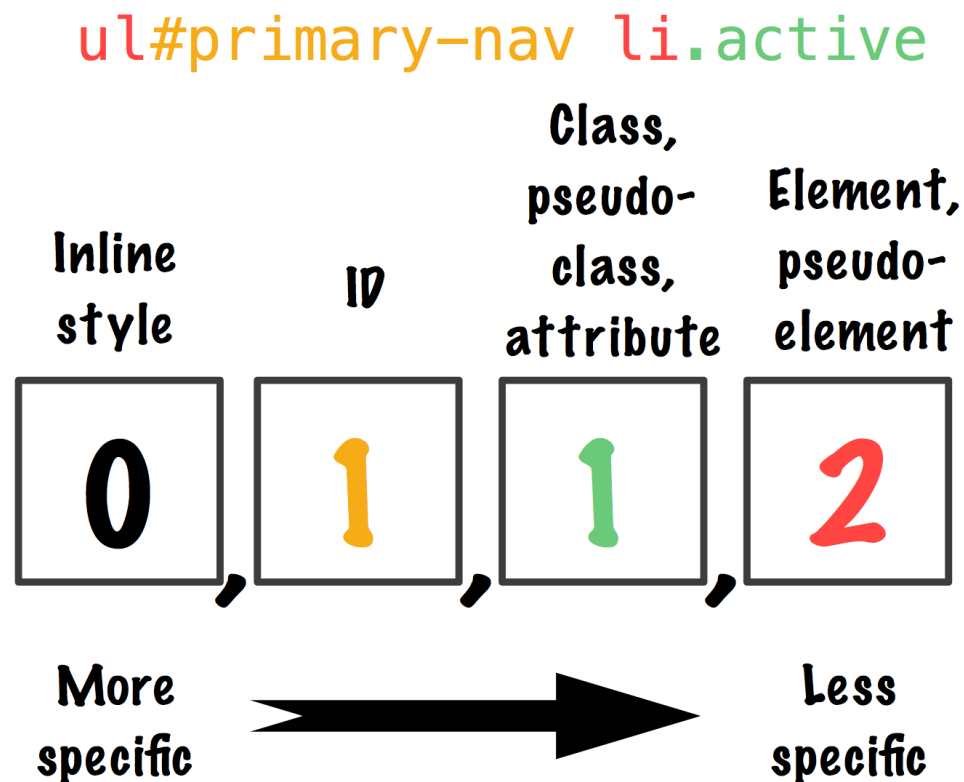 ul#primary-nav li.active
Inline
style
ID
Class,
pseudo-
class,
attribute
Element,
pseudo-
element
0,1,1,2
More
specific
Less
specific